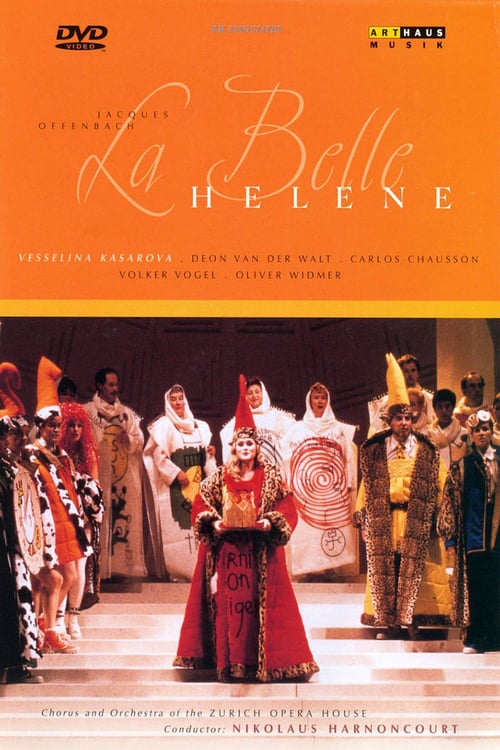 DVD
VIDEO
ARTHAUS
MUSIK
JACQUES
OFFENBACH
La Belle
HELENE
VESSELINA KASAROVA . DEON VAN DER WALT . CARLOS CHAUSSON
VOLKER VOGEL . OLIVER WIDMER
Chorus and Orchestra of the ZURICH OPERA HOUSE
Conductor: NIKOLAUS HARNONCOURT